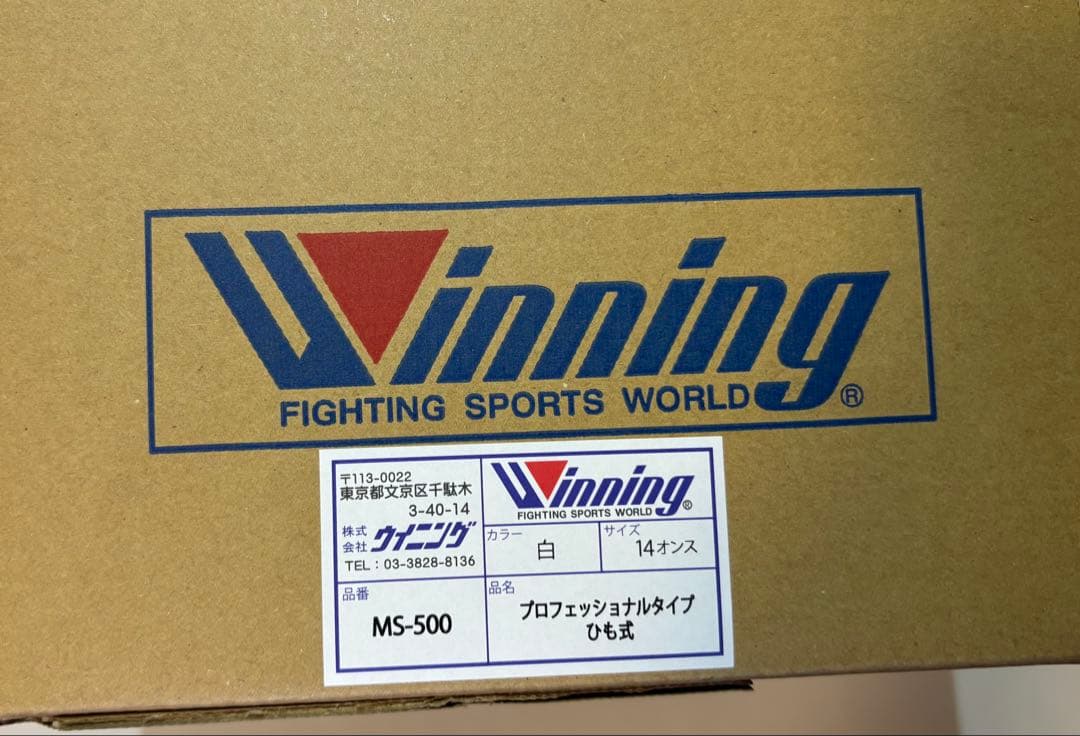 Winning
FIGHTING SPORTS WORLD ®
〒113-0022
東京都文京区千駄木
3-40-14
株式会社 ウイニング
TEL：03-3828-8136
Winning
FIGHTING SPORTS WORLD ®
カラー
白
サイズ
14オンス
品番
MS-500
品名
プロフェッショナルタイプ
ひも式